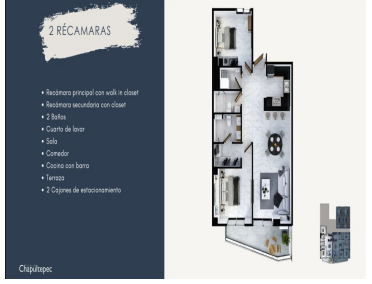 2 RÉCAMARAS
• Recámara principal con walk in closet
• Recámara secundaria con closet
• 2 Baños
• Cuarto de lavar
• Sala
• Comedor
• Cocina con barra
• Terraza
• 2 Cajones de estacionamiento
Chapultepec